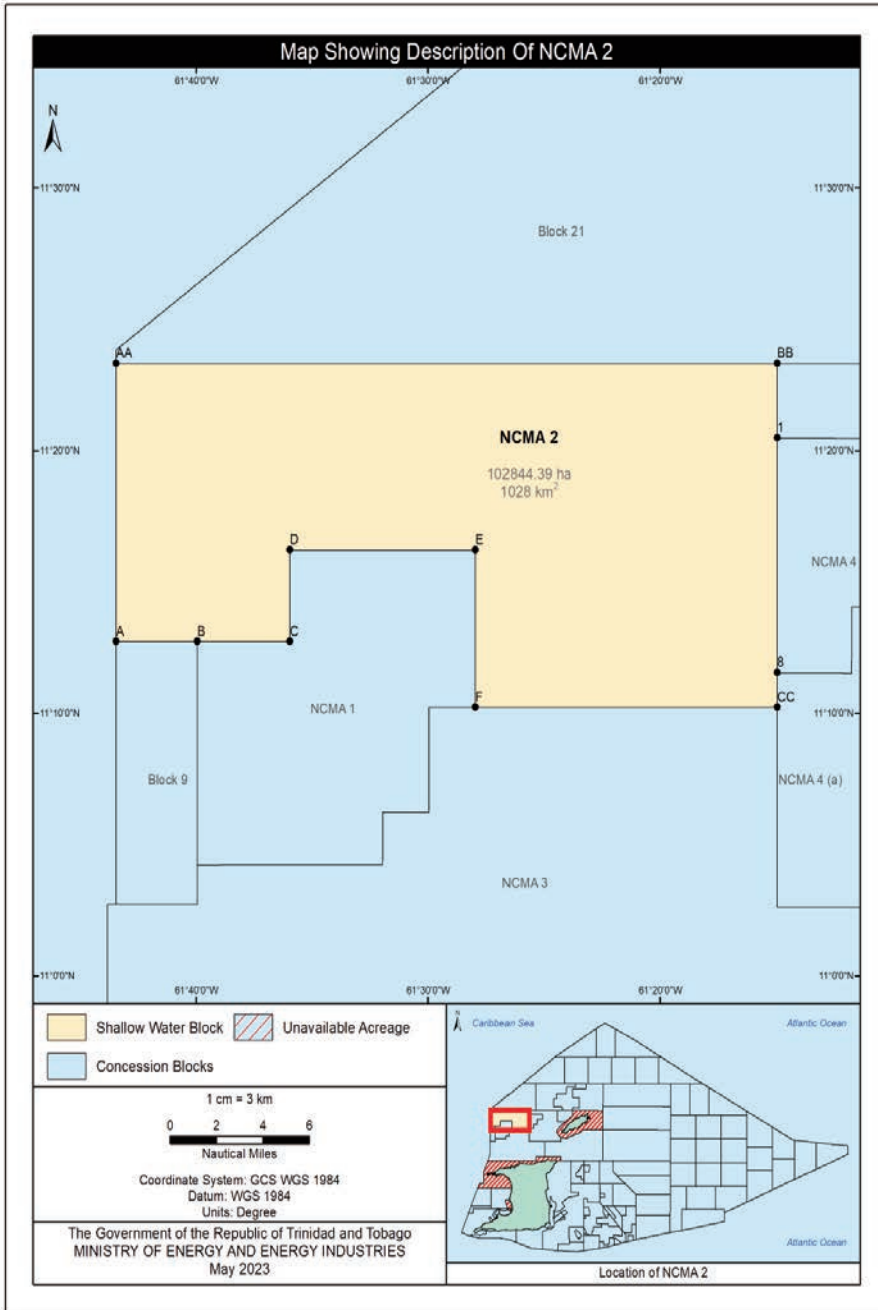 Map Showing Description Of NCMA 2
61°40'0"W 61°30'0"W 61°20'0"W
N
11°30'0"N 11°30'0"N
Block 21
AA BB
NCMA 2
1
11°20'0"N 11°20'0"N
102844.39 ha
1028 km²
D E
NCMA 4
A B C
8
NCMA 1
F CC
11°10'0"N 11°10'0"N
Block 9 NCMA 4 (a)
NCMA 3
11°0'0"N 11°0'0"N
61°40'0"W 61°30'0"W 61°20'0"W
Shallow Water Block Unavailable Acreage
Concession Blocks
1 cm = 3 km
0 2 4 6
Nautical Miles
Coordinate System: GCS WGS 1984
Datum: WGS 1984
Units: Degree
The Government of the Republic of Trinidad and Tobago
MINISTRY OF ENERGY AND ENERGY INDUSTRIES
May 2023
N
Caribbean Sea Atlantic Ocean
Atlantic Ocean
Location of NCMA 2